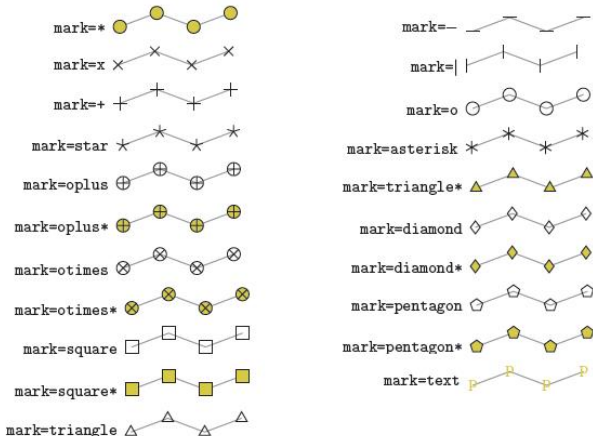 mark=*
mark=x
mark=+
mark=star
mark=oplus
mark=oplus*
mark=otimes
mark=otimes*
mark=square
mark=square*
mark=triangle
mark=–
mark=|
mark=o
mark=asterisk
mark=triangle*
mark=diamond
mark=diamond*
mark=pentagon
mark=pentagon*
mark=text p p p p